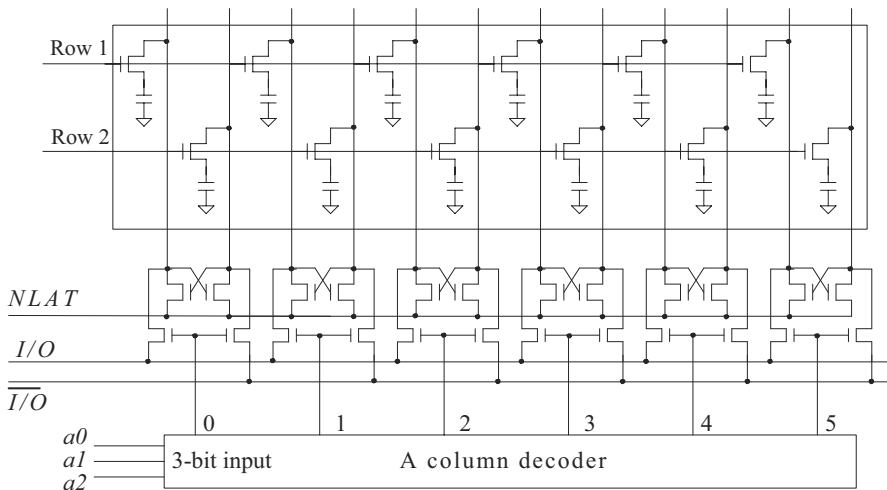 Row 1
Row 2
NLAT
I/O
I/O
0 1 2 3 4 5
a0
a1
a2
3-bit input A column decoder